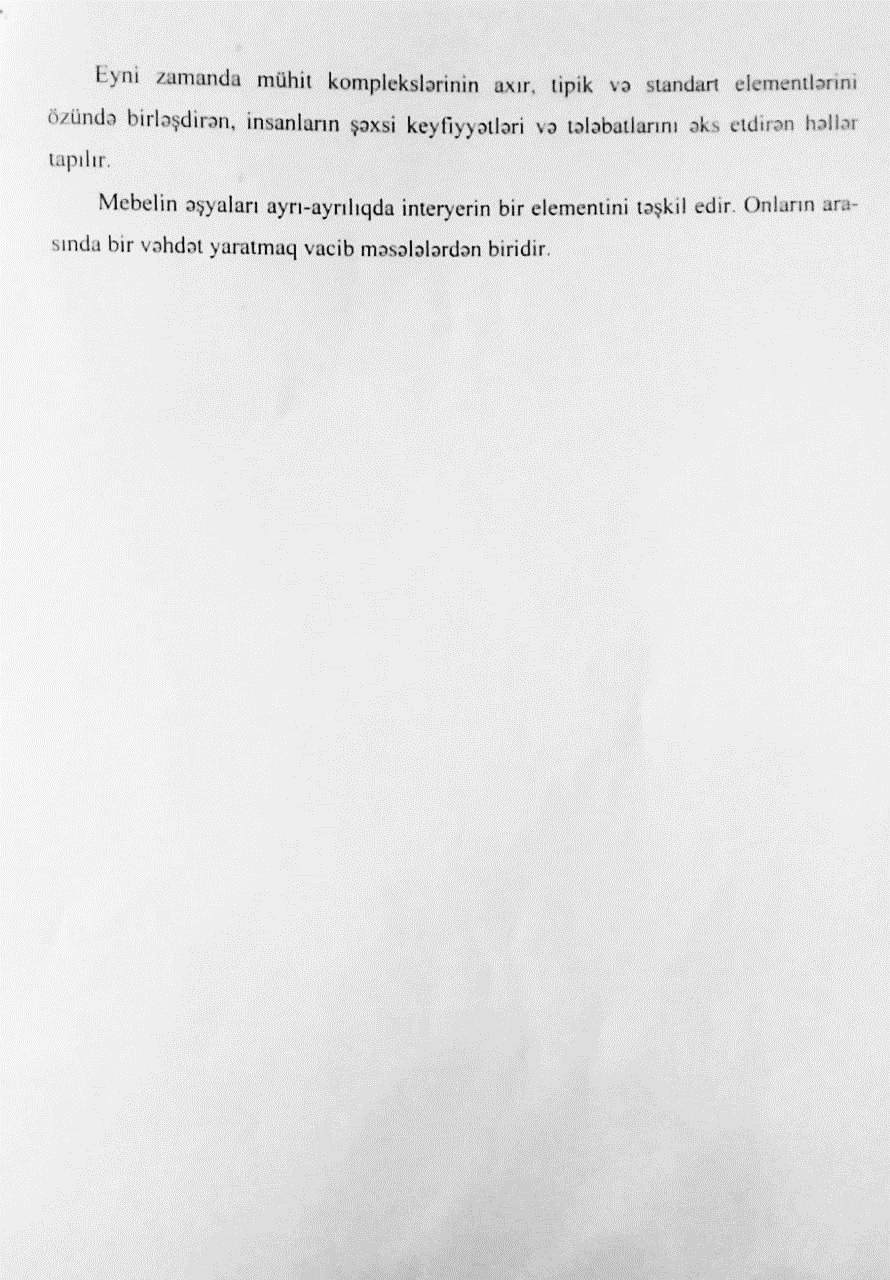 Eyni zamanda mühit komplekslərinin axır, tipik və standart elementlərini
özündə birləşdirən, insanların şəxsi keyfiyyətləri və tələbatlarını əks etdirən həllər
tapılır.
Mebelin əşyaları ayrı-ayrılıqda interyerin bir elementini təşkil edir. Onların ara-
sında bir vəhdət yaratmaq vacib məsələlərdən biridir.